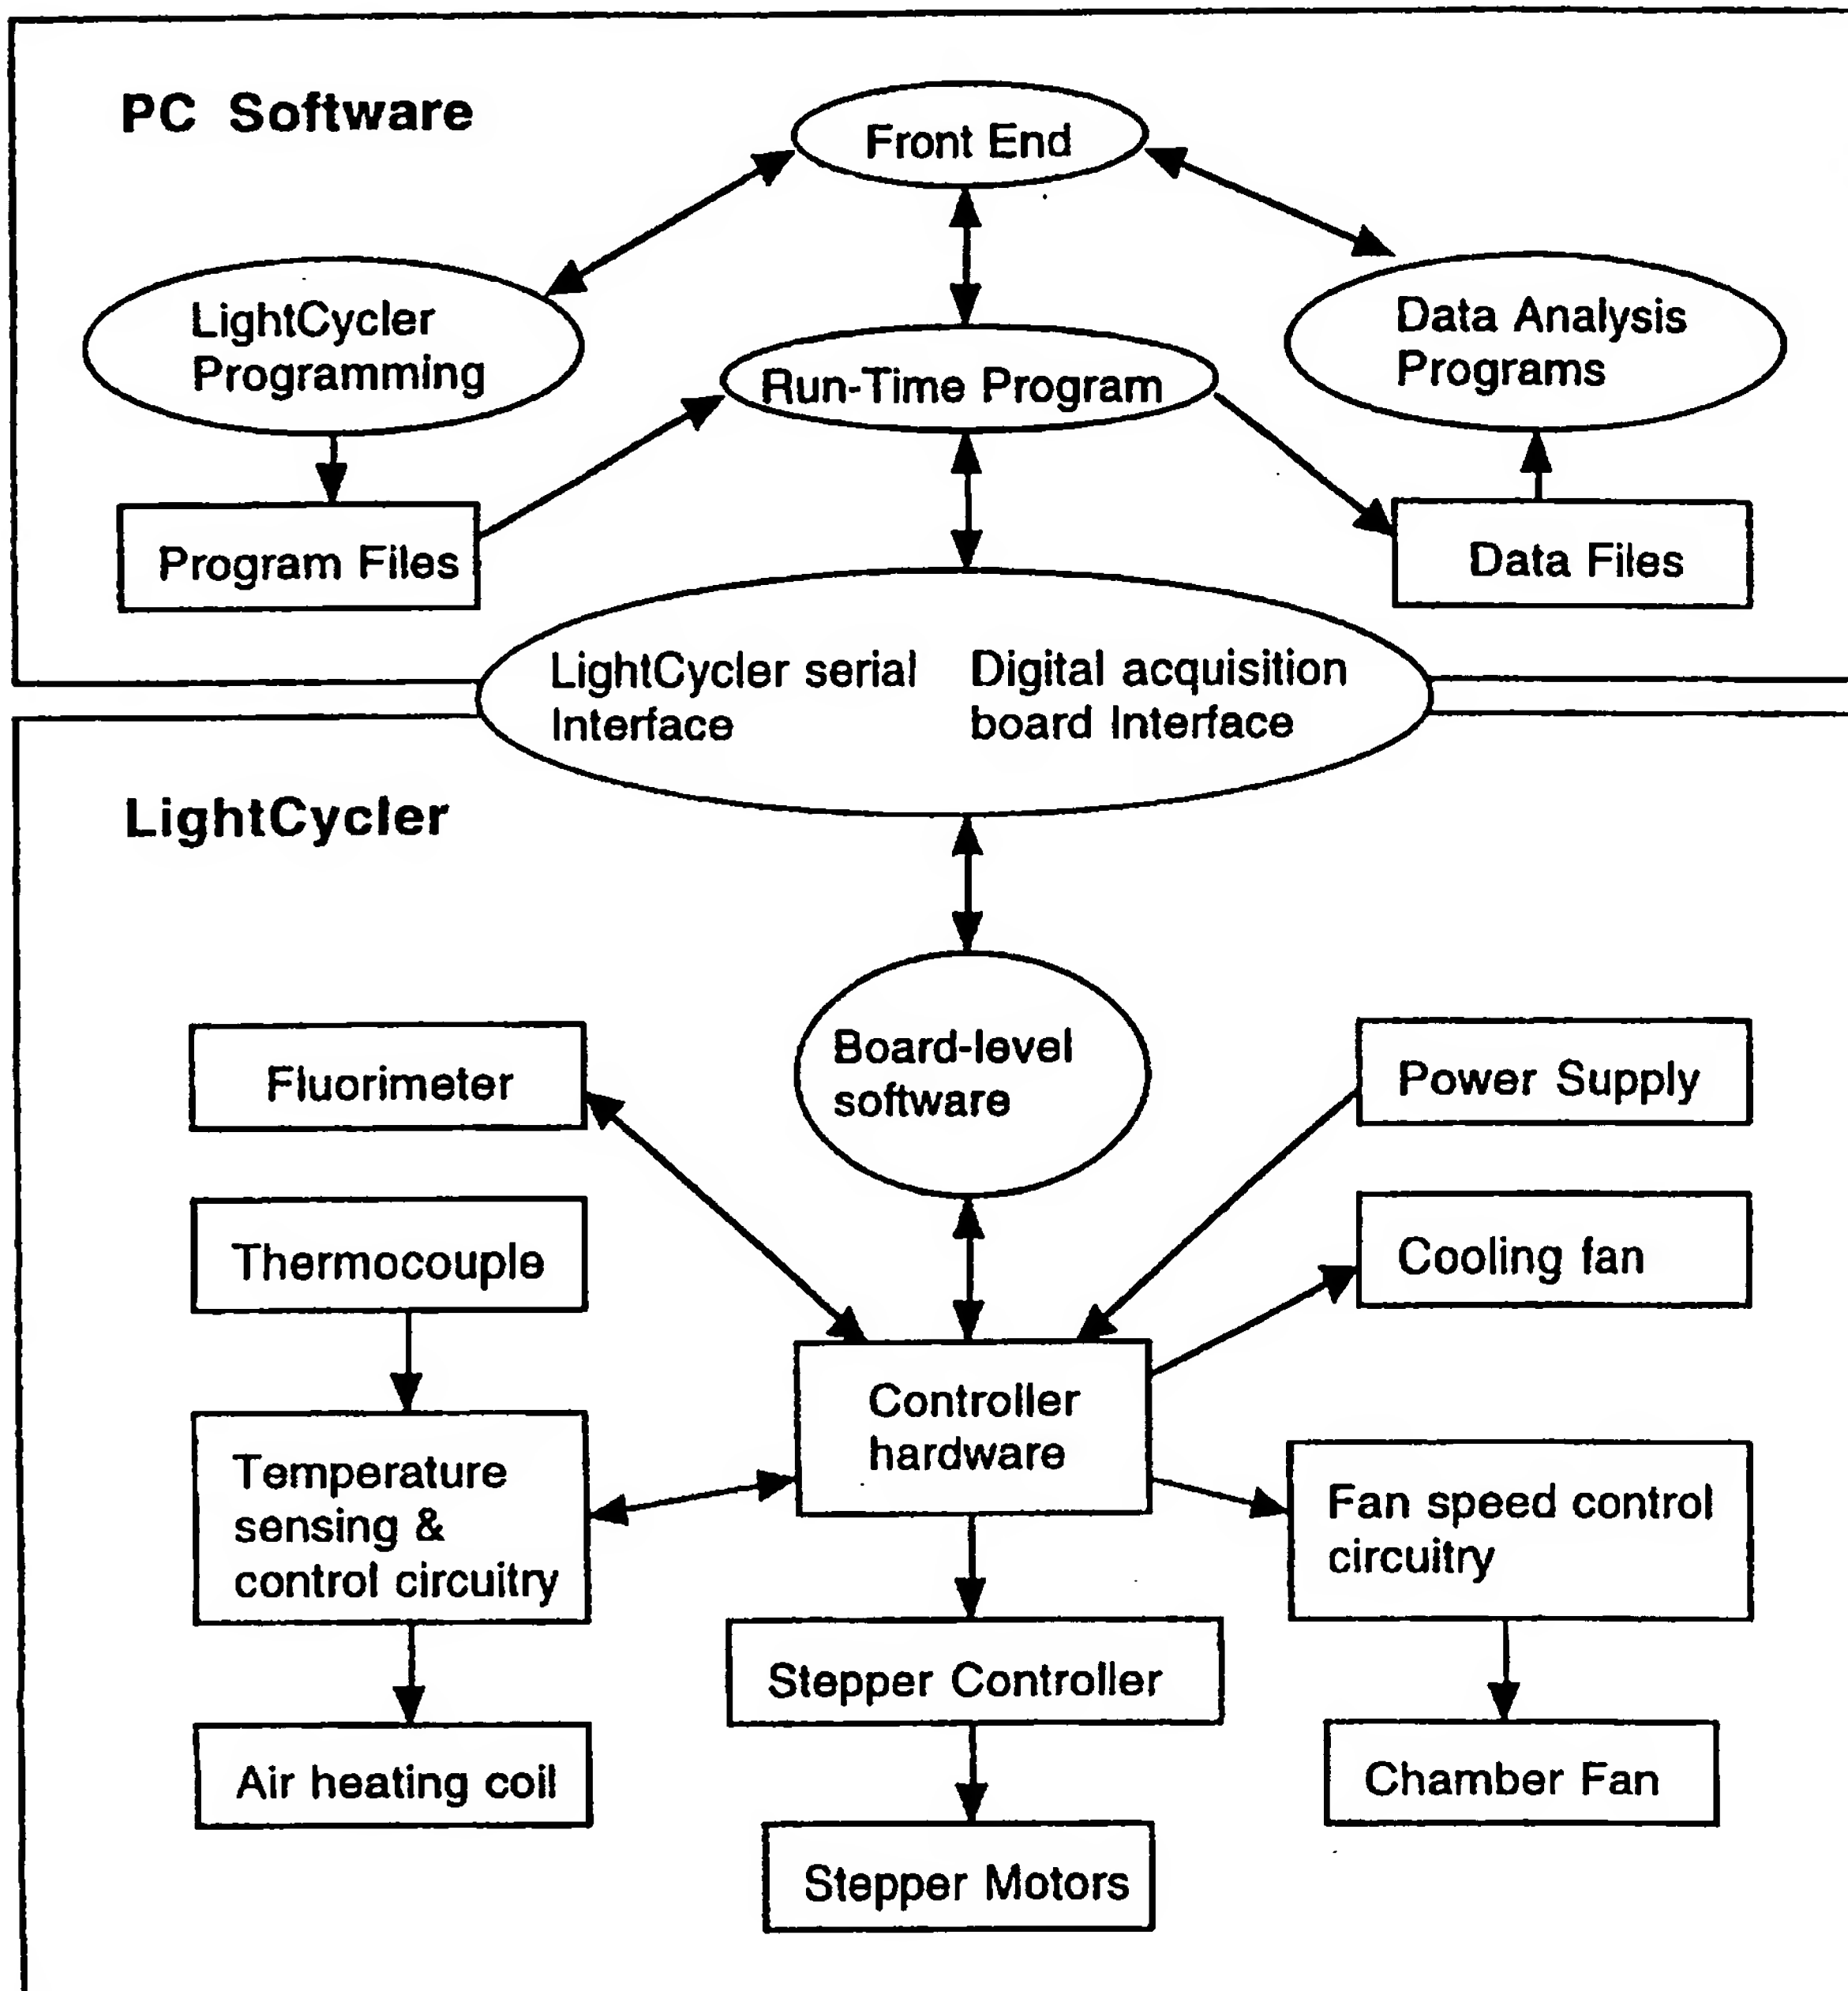 PC Software
Front End
LightCycler
Programming
Run-Time Program
Data Analysis
Programs
Program Files
Data Files
LightCycler serial
Interface
Digital acquisition
board Interface
LightCycler
Board-level
software
Fluorimeter
Power Supply
Thermocouple
Cooling fan
Controller
hardware
Temperature
sensing &
control circuitry
Fan speed control
circuitry
Stepper Controller
Air heating coil
Chamber Fan
Stepper Motors